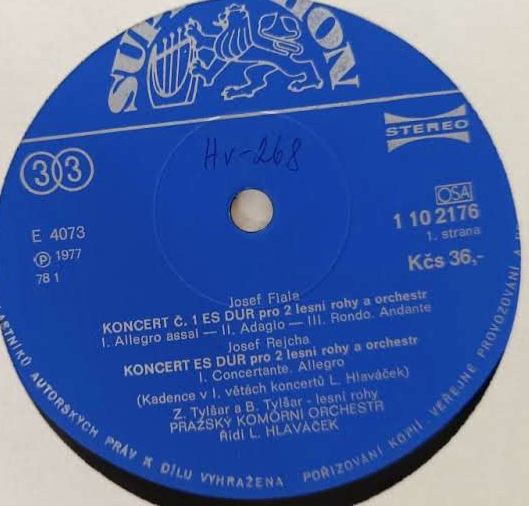 SUPRAPHON
Hv-268
STEREO
33
OSA
E 4073
1 10 2176
Ⓟ 1977
1. strana
78 1
Kčs 36,-
Josef Fiala
KONCERT Č. 1 ES DUR pro 2 lesní rohy a orchestr
I. Allegro assai — II. Adagio — III. Rondo. Andante
Josef Rejcha
KONCERT ES DUR pro 2 lesní rohy a orchestr
I. Concertante. Allegro
(Kadence v I. větách koncertů L. Hlaváček)
Z. Tylšar a B. Tylšar - lesní rohy
PRAŽSKÝ KOMORNÍ ORCHESTR
Řídí L. HLAVÁČEK
VLASTNÍKŮ AUTORSKÝCH PRÁV K DÍLU VYHRAŽENA POŘIZOVÁNÍ KOPIÍ, VEŘEJNÉ PROVOZOVÁNÍ A